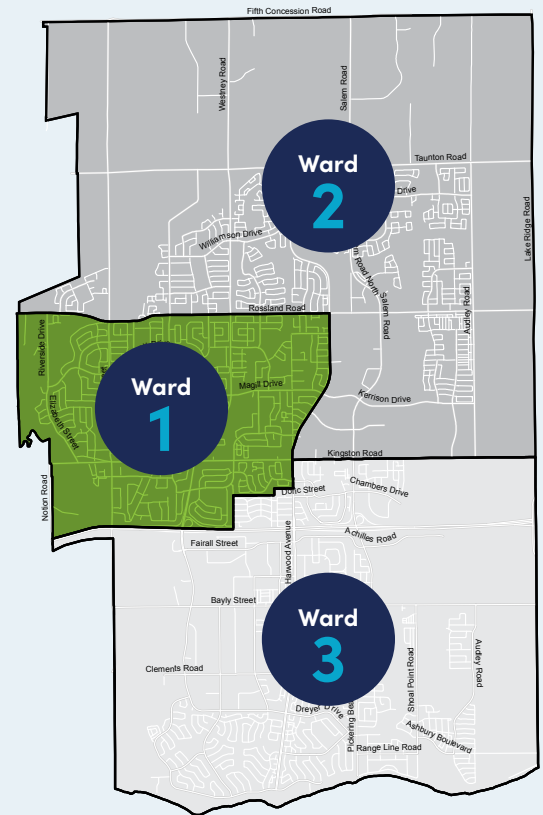 Fifth Concession Road
Westney Road
Salem Road
Ward
2
Taunton Road
Drive
Williamson Drive
Lake Ridge Road
m Road North
Salem Road
Audley Road
Rossland Road
Riverside Drive
Ward
1
Magill Drive
Elizabeth Street
Kerrison Drive
Kingston Road
Notion Road
Doric Street
Chambers Drive
Achilles Road
Fairall Street
Harwood Avenue
Bayly Street
Ward
3
Clements Road
Shoal Point Road
Audley Road
Dreyer Drive
Pickering Bea
Ashbury Boulevard
Range Line Road